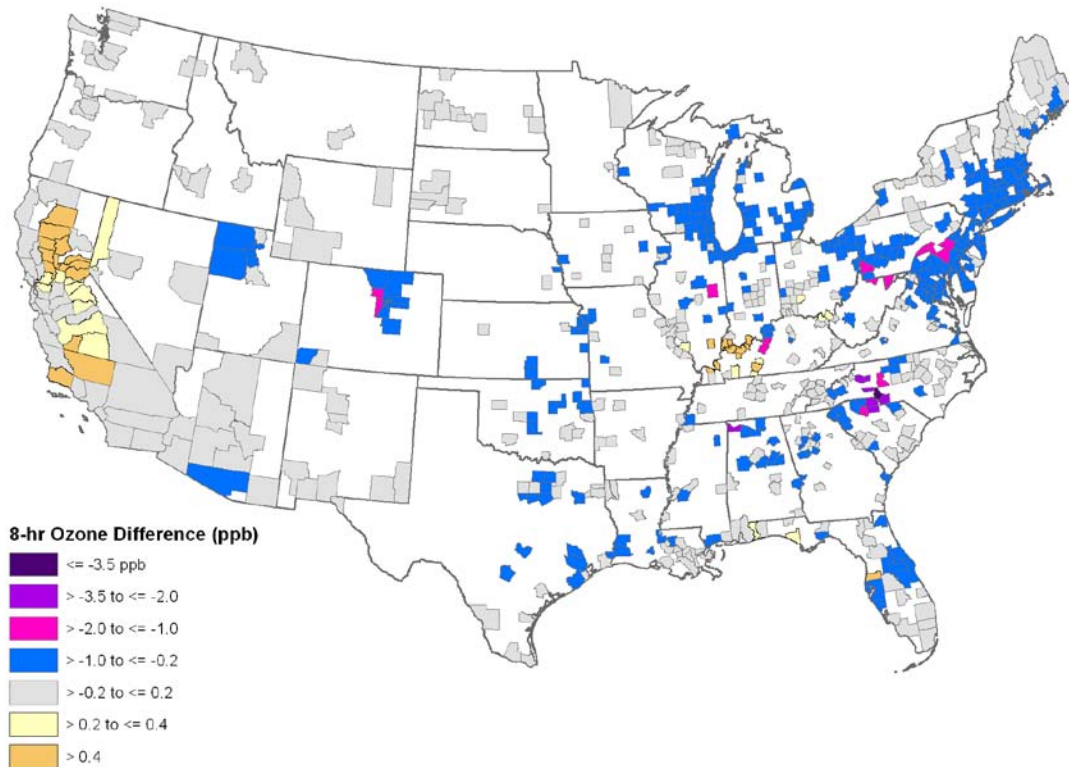 8-hr Ozone Difference (ppb)
<= -3.5 ppb
> -3.5 to <= -2.0
> -2.0 to <= -1.0
> -1.0 to <= -0.2
> -0.2 to <= 0.2
> 0.2 to <= 0.4
> 0.4